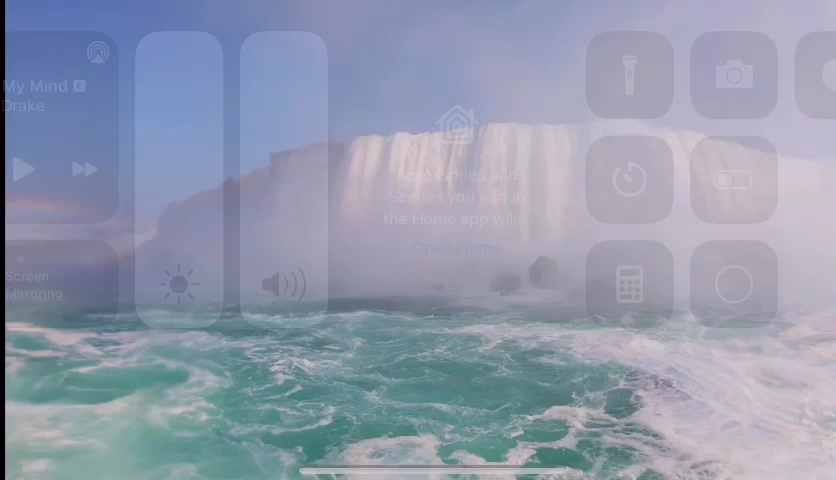 My Mind E
Drake
Accessories and
Scenes you add in
the Home app will...
Open Home
Screen
Mirroring